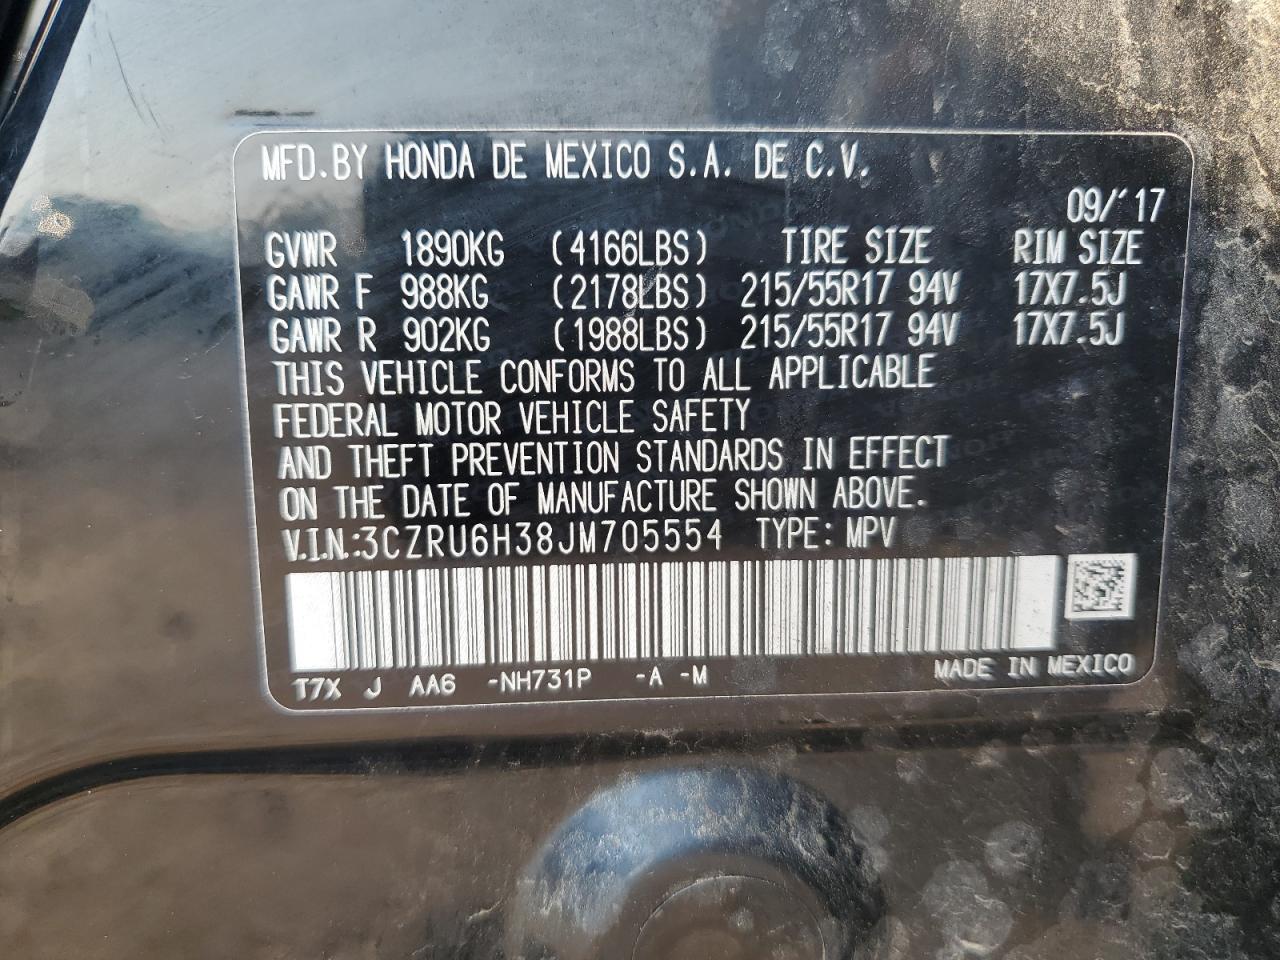 MFD.BY HONDA DE MEXICO S.A. DE C.V.
09/'17
GVWR 1890KG (4166LBS) TIRE SIZE RIM SIZE
GAWR F 988KG (2178LBS) 215/55R17 94V 17X7.5J
GAWR R 902KG (1988LBS) 215/55R17 94V 17X7.5J
THIS VEHICLE CONFORMS TO ALL APPLICABLE
FEDERAL MOTOR VEHICLE SAFETY
AND THEFT PREVENTION STANDARDS IN EFFECT
ON THE DATE OF MANUFACTURE SHOWN ABOVE.
V.I.N.:3CZRU6H38JM705554 TYPE: MPV
T7X J AA6 -NH731P -A -M MADE IN MEXICO